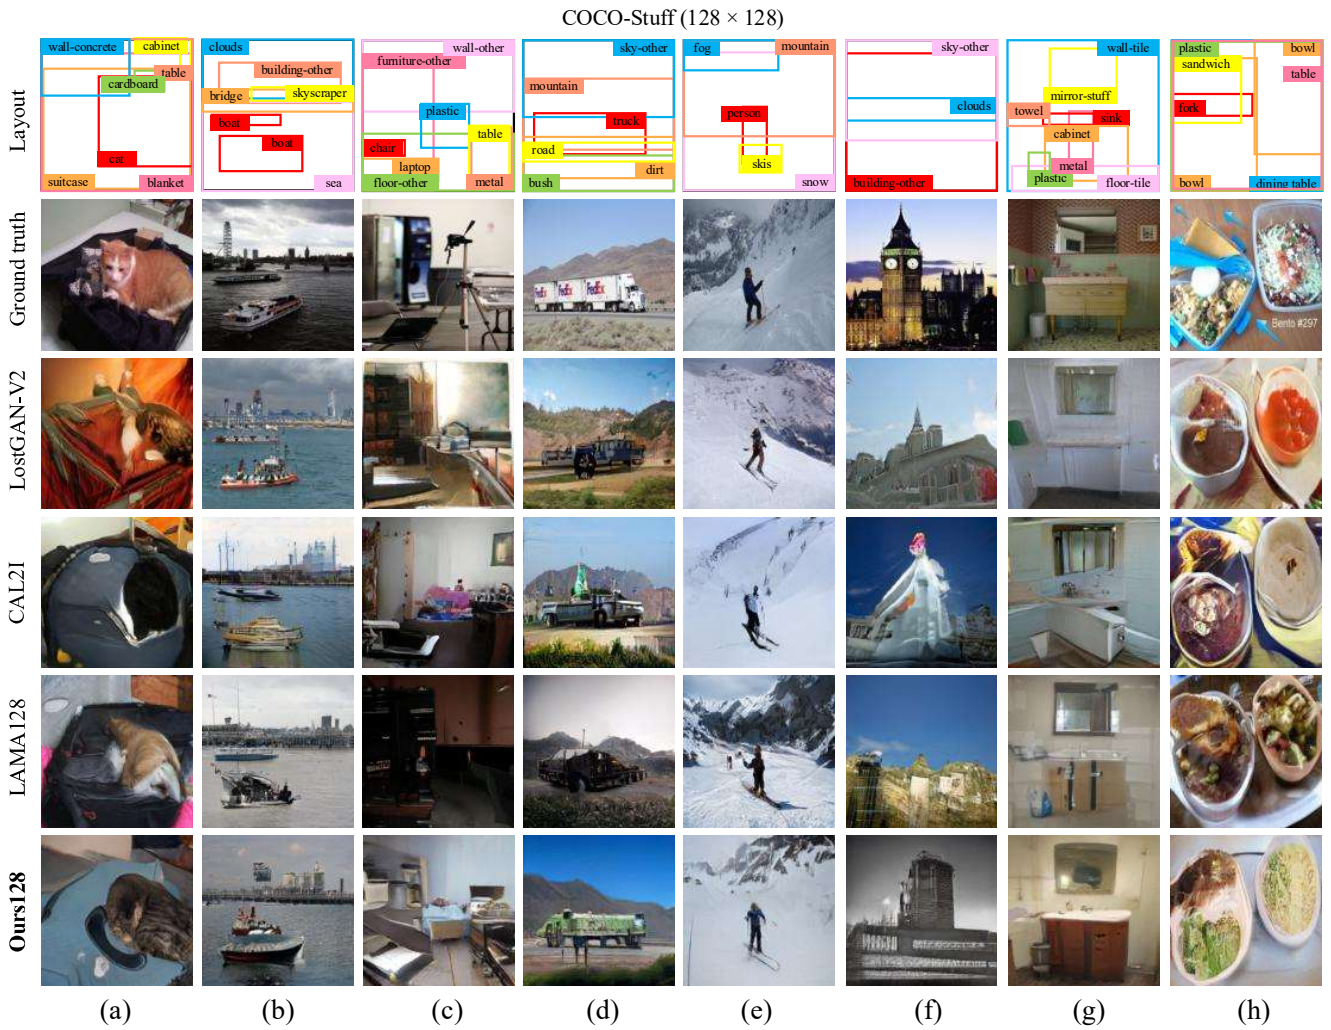 COCO-Stuff (128 × 128)
Layout
wall-concrete
cabinet
table
cardboard
cat
suitcase
blanket
clouds
building-other
bridge
skyscraper
boat
boat
sea
wall-other
furniture-other
plastic
table
chair
laptop
floor-other
metal
sky-other
mountain
truck
road
dirt
bush
fog
mountain
person
skis
snow
sky-other
clouds
building-other
wall-tile
mirror-stuff
towel
sink
cabinet
metal
plastic
floor-tile
plastic
bowl
sandwich
table
fork
bowl
dining table
Ground truth
FedEx
FedEx
Bento #297
LostGAN-V2
CAL2I
LAMA128
Ours128
(a)
(b)
(c)
(d)
(e)
(f)
(g)
(h)